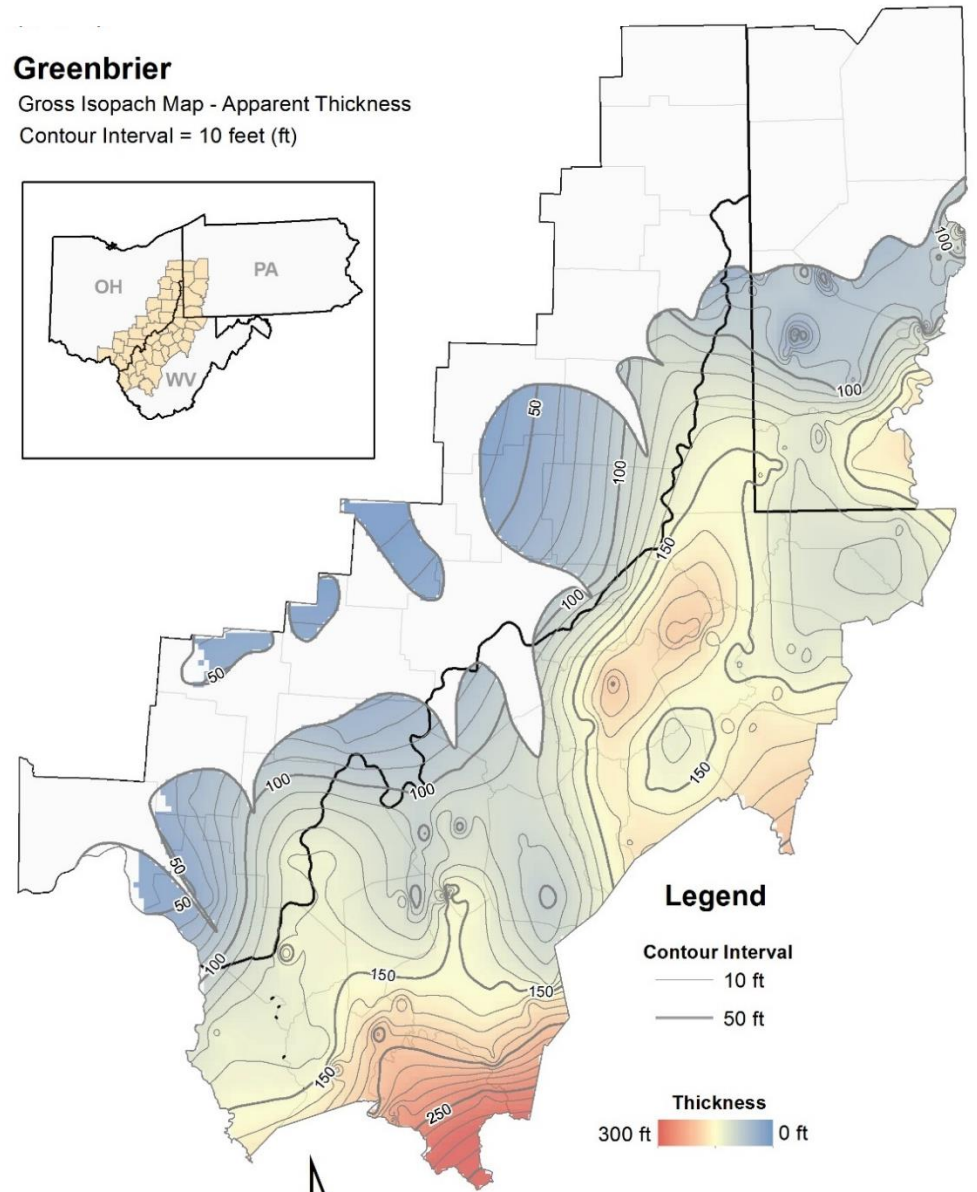 Greenbrier
Gross Isopach Map - Apparent Thickness
Contour Interval = 10 feet (ft)
OH
PA
WV
100
50
100
100
150
100
50
150
100
100
50
50
100
150
150
150
250
Legend
Contour Interval
10 ft
50 ft
Thickness
300 ft
0 ft